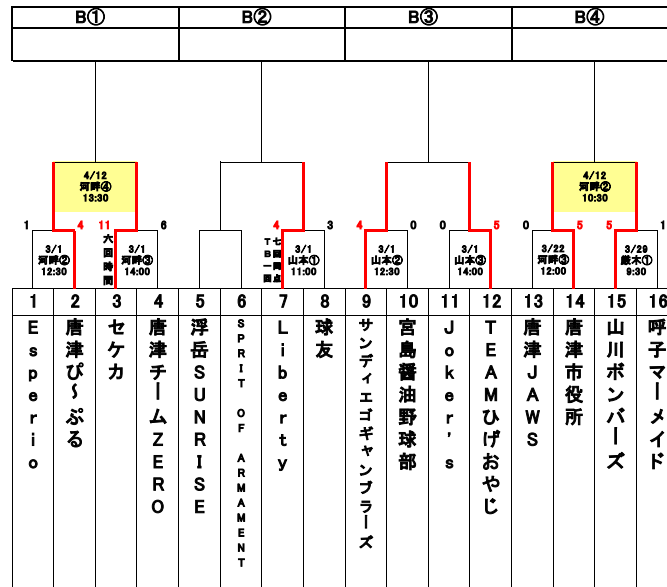 B① B② B③ B④
4/12
河畔④
13:30
4/12
河畔②
10:30
1 4 11 6 4 3 4 0 0 5 0 5 5 1
3/1
河畔②
12:30
六回時間
3/1
河畔③
14:00
七回同点
TB一回
3/1
山本①
11:00
3/1
山本②
12:30
3/1
山本③
14:00
3/22
河畔③
12:00
3/29
厳木①
9:30
1 2 3 4 5 6 7 8 9 10 11 12 13 14 15 16
Esperio
唐津ぴ～ぷる
セケカ
唐津チームZERO
浮岳SUNRISE
SPRIT OF ARMAMENT
Liberty
球友
サンディエゴギャンブラーズ
宮島醤油野球部
Joker's
TEAMひげおやじ
唐津JAWS
唐津市役所
山川ボンバーズ
呼子マーメイド